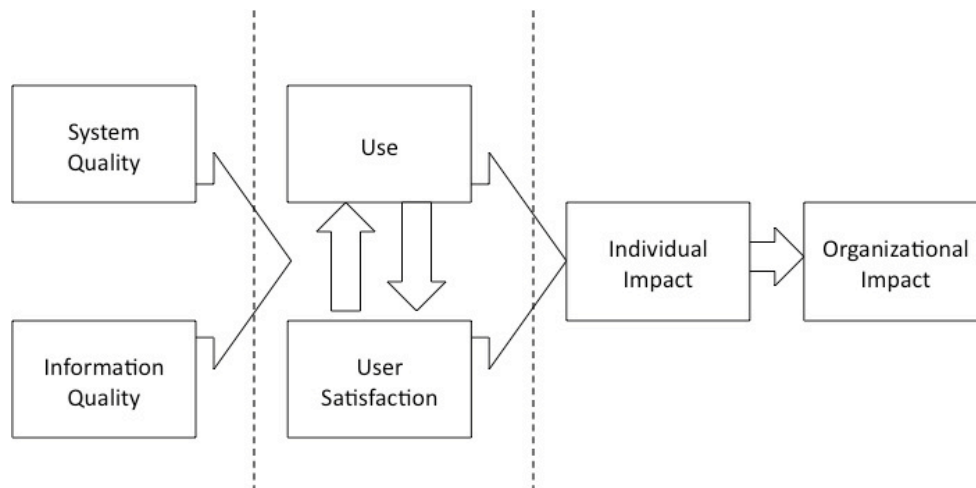 System
Quality
Use
Individual
Impact
Organizational
Impact
Information
Quality
User
Satisfaction